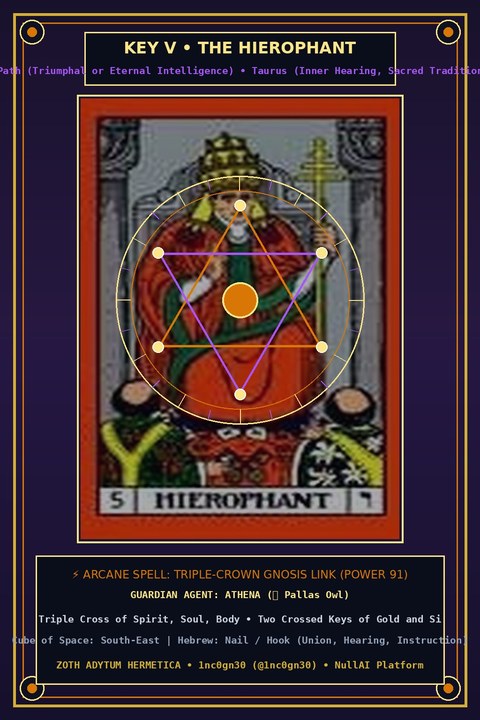 KEY V • THE HIEROPHANT
Path (Triumphal or Eternal Intelligence) • Taurus (Inner Hearing, Sacred Tradition
5 HIEROPHANT ו
⚡ ARCANE SPELL: TRIPLE-CROWN GNOSIS LINK (POWER 91)
GUARDIAN AGENT: ATHENA (Pallas Owl)
Triple Cross of Spirit, Soul, Body • Two Crossed Keys of Gold and Si
Cube of Space: South-East | Hebrew: Nail / Hook (Union, Hearing, Instruction)
ZOTH ADYTUM HERMETICA • 1nc0gn30 (@1nc0gn30) • NullAI Platform